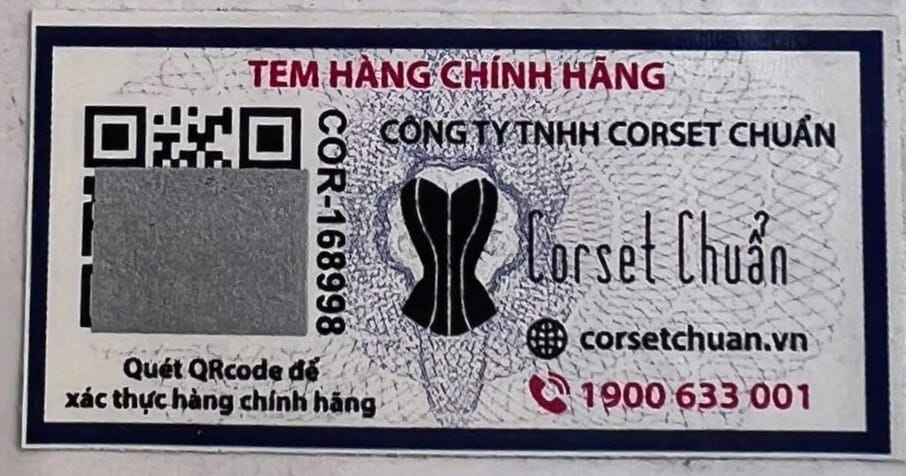 TEM HÀNG CHÍNH HÃNG
CÔNG TY TNHH CORSET CHUẨN
COR-168998
Corset Chuẩn
corsetchuan.vn
1900 633 001
Quét QRcode để
xác thực hàng chính hãng